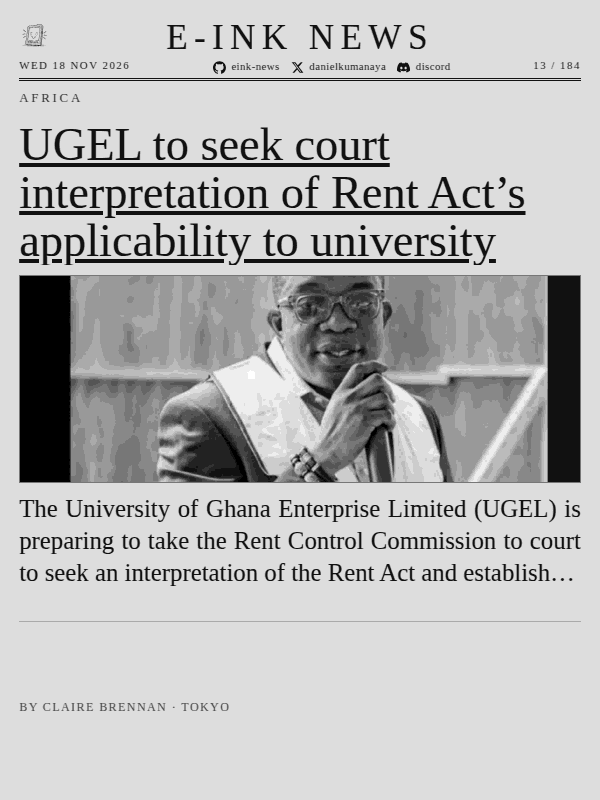 E-INK NEWS
WED 18 NOV 2026
eink-news
danielkumanaya
discord
13 / 184
AFRICA
UGEL to seek court
interpretation of Rent Act’s
applicability to university
The University of Ghana Enterprise Limited (UGEL) is
preparing to take the Rent Control Commission to court
to seek an interpretation of the Rent Act and establish…
BY CLAIRE BRENNAN · TOKYO